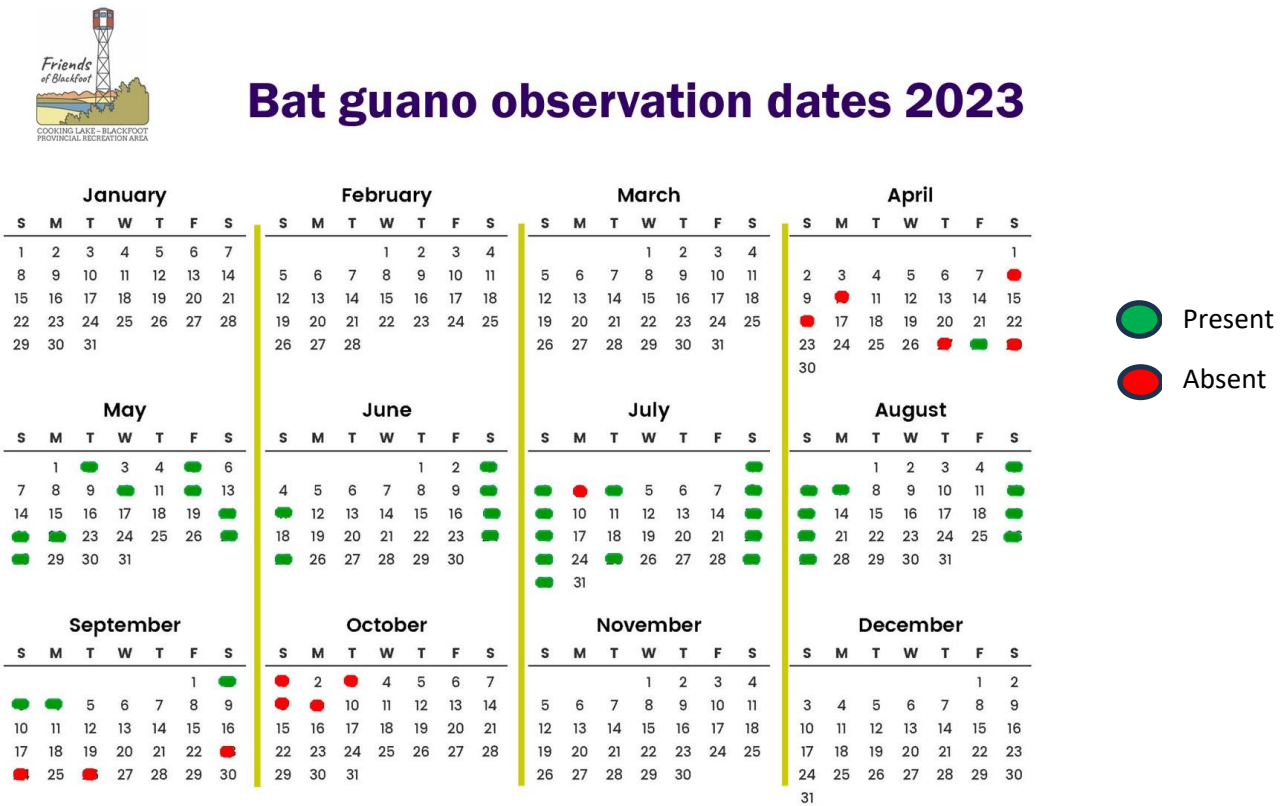 Friends
of Blackfoot
COOKING LAKE – BLACKFOOT
PROVINCIAL RECREATION AREA
Bat guano observation dates 2023
January
S M T W T F S
1 2 3 4 5 6 7
8 9 10 11 12 13 14
15 16 17 18 19 20 21
22 23 24 25 26 27 28
29 30 31
February
S M T W T F S
1 2 3 4
5 6 7 8 9 10 11
12 13 14 15 16 17 18
19 20 21 22 23 24 25
26 27 28
March
S M T W T F S
1 2 3 4
5 6 7 8 9 10 11
12 13 14 15 16 17 18
19 20 21 22 23 24 25
26 27 28 29 30 31
April
S M T W T F S
1
2 3 4 5 6 7
9 11 12 13 14 15
17 18 19 20 21 22
23 24 25 26
30
Present
Absent
May
S M T W T F S
1 3 4 6
7 8 9 11 13
14 15 16 17 18 19
23 24 25 26
29 30 31
June
S M T W T F S
1 2
4 5 6 7 8 9
12 13 14 15 16
18 19 20 21 22 23
26 27 28 29 30
July
S M T W T F S
5 6 7
10 11 12 13 14
17 18 19 20 21
24 26 27 28
31
August
S M T W T F S
1 2 3 4
8 9 10 11
14 15 16 17 18
21 22 23 24 25
28 29 30 31
September
S M T W T F S
1
5 6 7 8 9
10 11 12 13 14 15 16
17 18 19 20 21 22
25 27 28 29 30
October
S M T W T F S
2 4 5 6 7
10 11 12 13 14
15 16 17 18 19 20 21
22 23 24 25 26 27 28
29 30 31
November
S M T W T F S
1 2 3 4
5 6 7 8 9 10 11
12 13 14 15 16 17 18
19 20 21 22 23 24 25
26 27 28 29 30
December
S M T W T F S
1 2
3 4 5 6 7 8 9
10 11 12 13 14 15 16
17 18 19 20 21 22 23
24 25 26 27 28 29 30
31